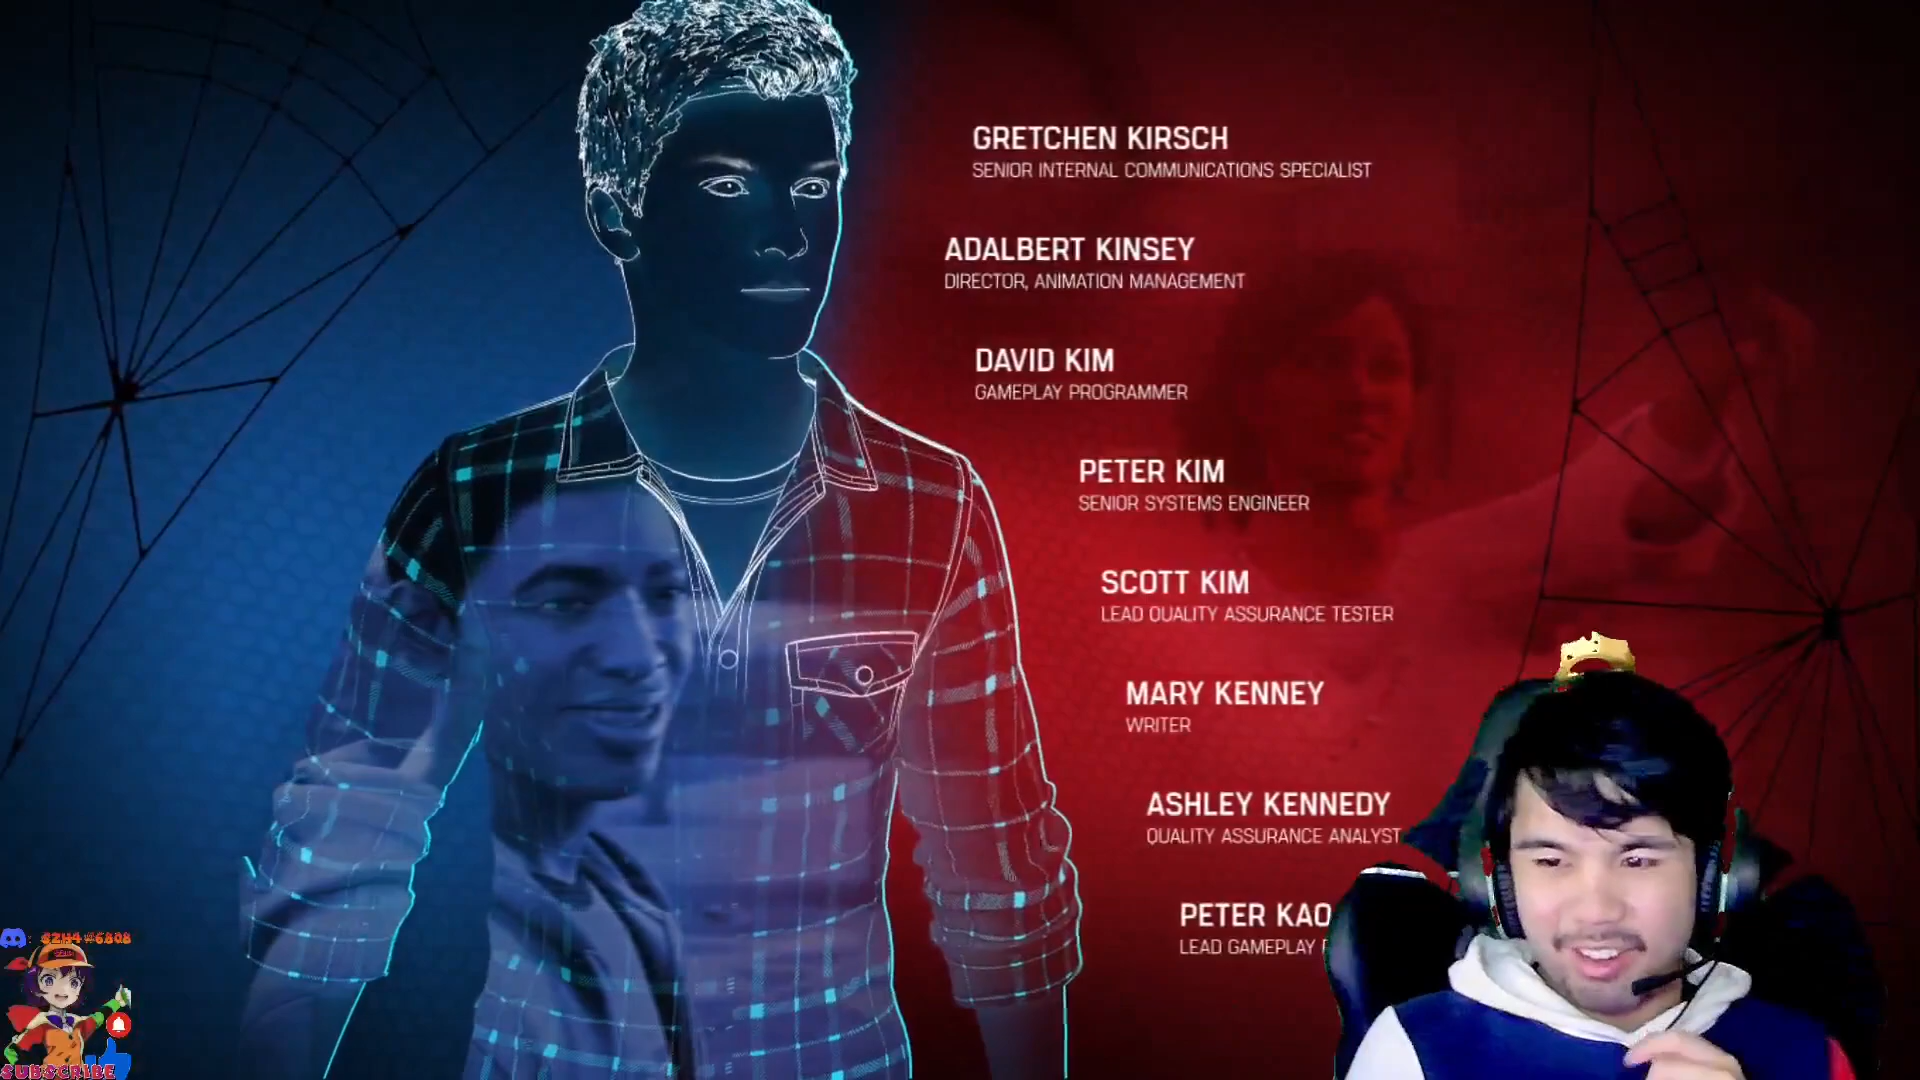 GRETCHEN KIRSCH
SENIOR INTERNAL COMMUNICATIONS SPECIALIST
ADALBERT KINSEY
DIRECTOR, ANIMATION MANAGEMENT
DAVID KIM
GAMEPLAY PROGRAMMER
PETER KIM
SENIOR SYSTEMS ENGINEER
SCOTT KIM
LEAD QUALITY ASSURANCE TESTER
MARY KENNEY
WRITER
ASHLEY KENNEDY
QUALITY ASSURANCE ANALYST
PETER KAO
LEAD GAMEPLAY
SUBSCRIBE